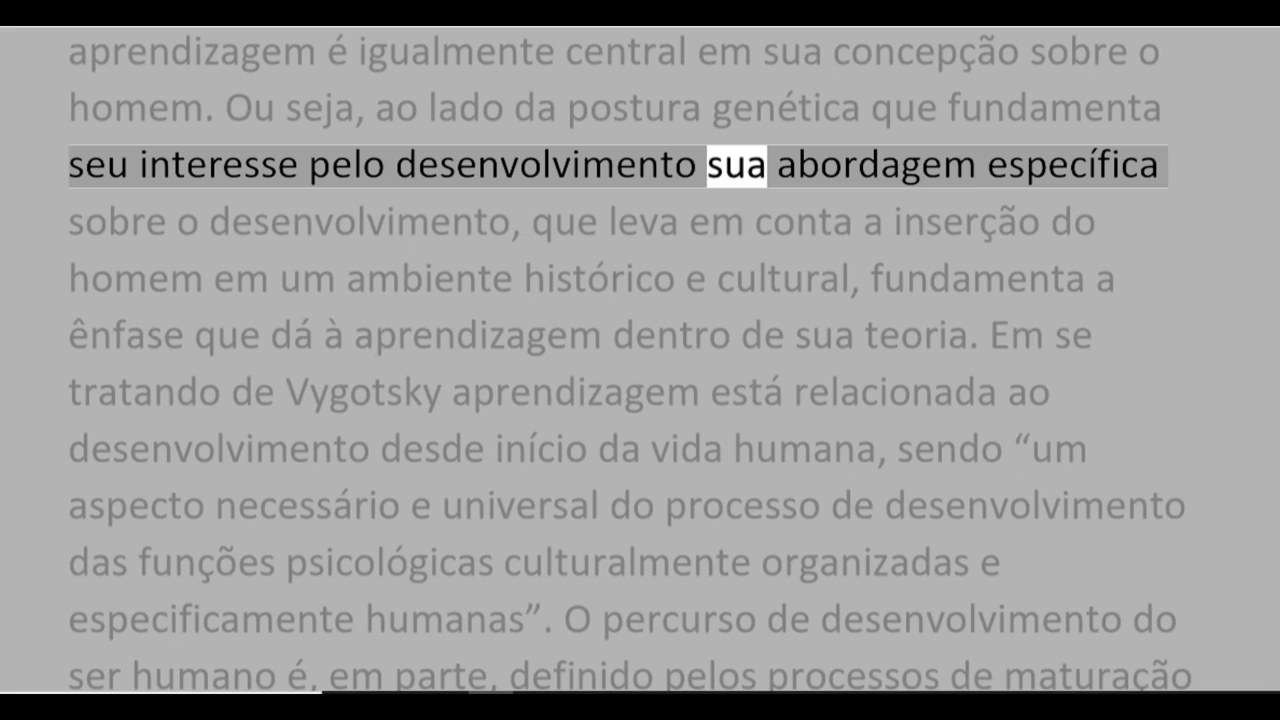 aprendizagem é igualmente central em sua concepção sobre o
homem. Ou seja, ao lado da postura genética que fundamenta
seu interesse pelo desenvolvimento sua abordagem específica
sobre o desenvolvimento, que leva em conta a inserção do
homem em um ambiente histórico e cultural, fundamenta a
ênfase que dá à aprendizagem dentro de sua teoria. Em se
tratando de Vygotsky aprendizagem está relacionada ao
desenvolvimento desde início da vida humana, sendo “um
aspecto necessário e universal do processo de desenvolvimento
das funções psicológicas culturalmente organizadas e
especificamente humanas”. O percurso de desenvolvimento do
ser humano é, em parte, definido pelos processos de maturação